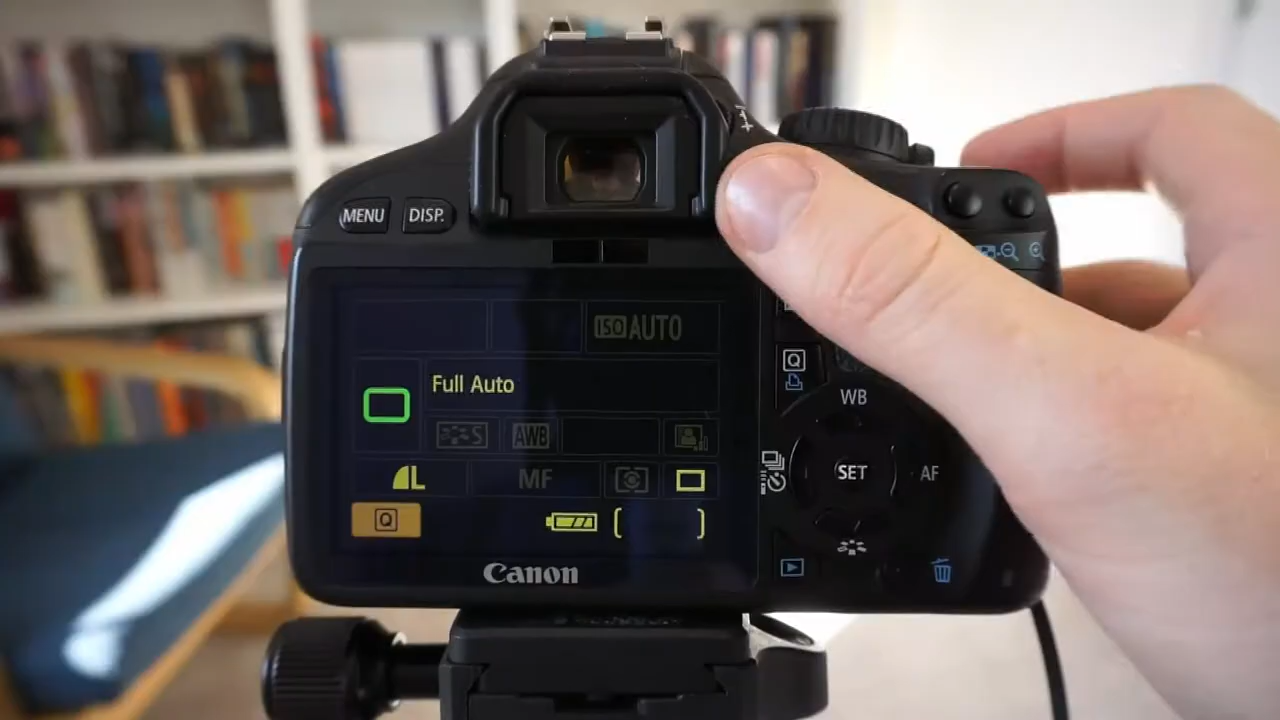 MENU DISP.
ISO AUTO
Full Auto
S AWB
L MF
Q
Q
WB
SET AF
Canon